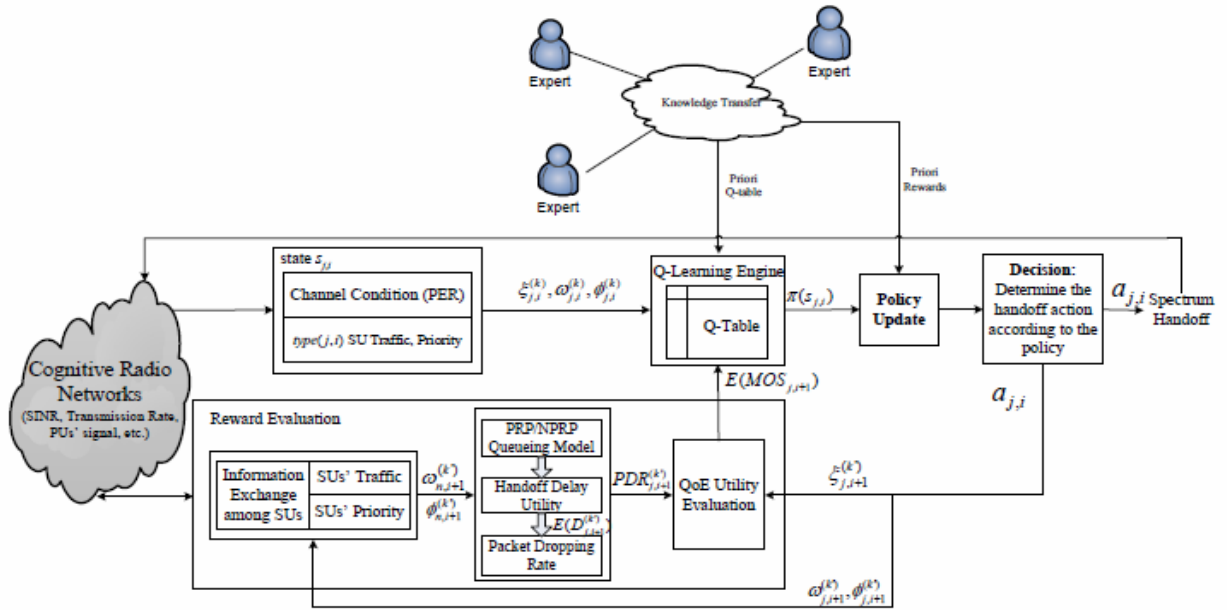 Expert
Expert
Knowledge Transfer
Expert
Priori
Q-table
Priori
Rewards
state s_{j,i}
Channel Condition (PER)
type(j,i) SU Traffic, Priority
ξ_{j,i}^{(k)}, ω_{j,i}^{(k)}, ϕ_{j,i}^{(k)}
Q-Learning Engine
Q-Table
π(s_{j,i})
Policy
Update
Decision:
Determine the
handoff action
according to the
policy
a_{j,i}
Spectrum
Handoff
Cognitive Radio
Networks
(SINR, Transmission Rate,
PUs' signal, etc.)
E(MOS_{j,i+1})
a_{j,i}
Reward Evaluation
Information
Exchange
among SUs
SUs' Traffic
SUs' Priority
ω_{n,i+1}^{(k')}
ϕ_{n,i+1}^{(k')}
PRP/NPRP
Queueing Model
Handoff Delay
Utility
E(D_{j,i+1}^{(k')})
Packet Dropping
Rate
PDR_{j,i+1}^{(k')}
QoE Utility
Evaluation
ξ_{j,i+1}^{(k')}
ω_{j,i+1}^{(k')}, ϕ_{j,i+1}^{(k')}